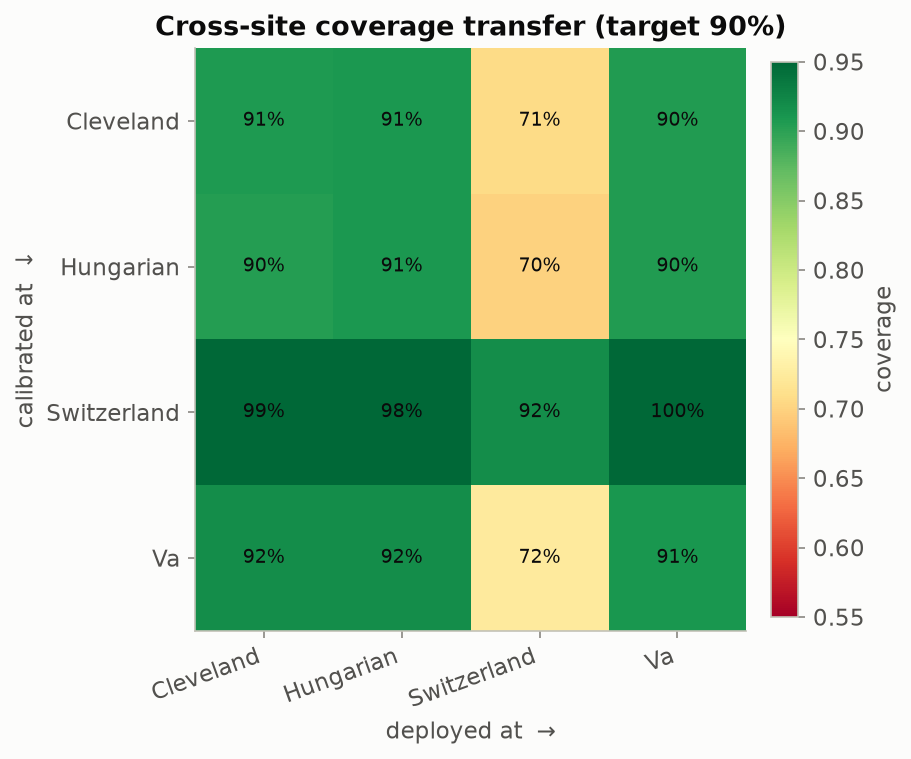 Cross-site coverage transfer (target 90%)
calibrated at →
Cleveland 91% 91% 71% 90%
Hungarian 90% 91% 70% 90%
Switzerland 99% 98% 92% 100%
Va 92% 92% 72% 91%
Cleveland Hungarian Switzerland Va
deployed at →
0.95
0.90
0.85
0.80
0.75
0.70
0.65
0.60
0.55
coverage